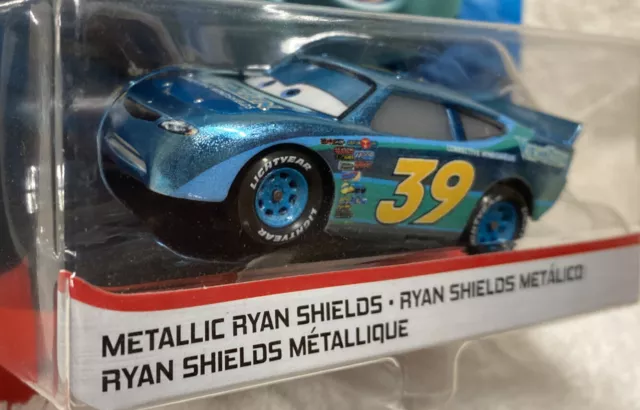 LIGHTYEAR
LIGHTYEAR
39
METALLIC RYAN SHIELDS • RYAN SHIELDS METÁLICO
RYAN SHIELDS MÉTALLIQUE